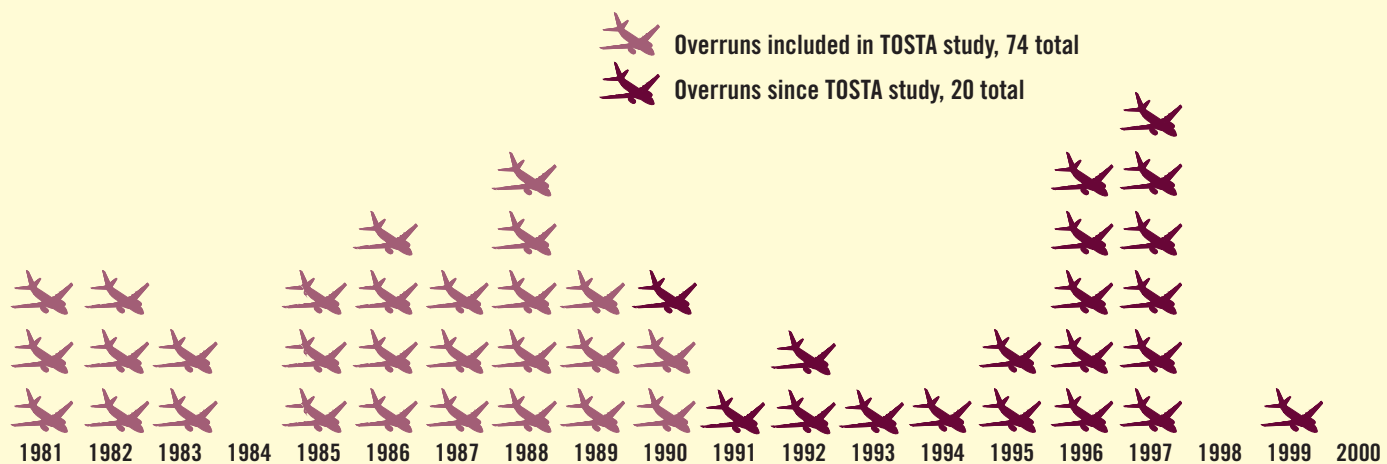 Overruns included in TOSTA study, 74 total
Overruns since TOSTA study, 20 total
1981 1982 1983 1984 1985 1986 1987 1988 1989 1990 1991 1992 1993 1994 1995 1996 1997 1998 1999 2000